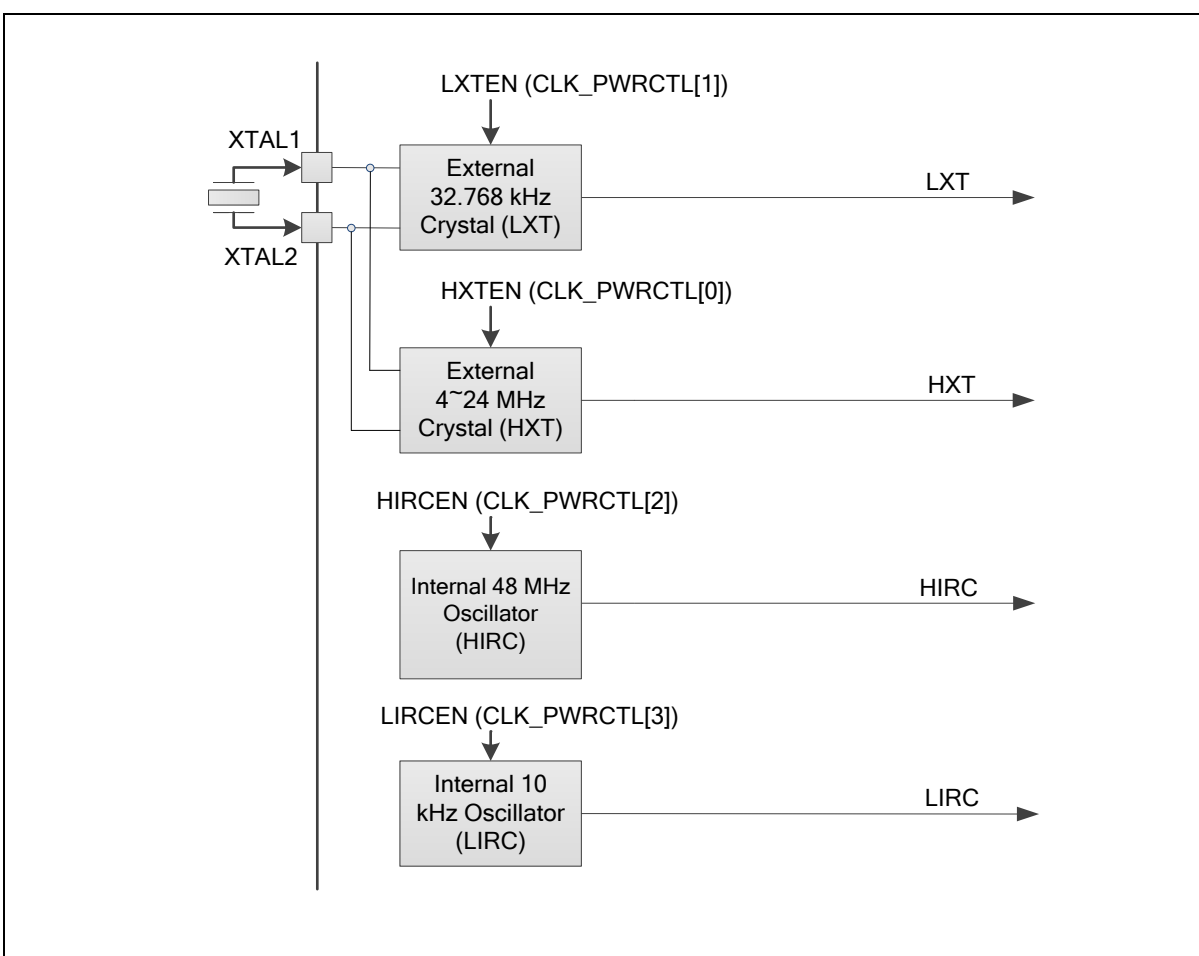 LXTEN (CLK_PWRCTL[1])
XTAL1
External
32.768 kHz
Crystal (LXT)
LXT
XTAL2
HXTEN (CLK_PWRCTL[0])
External
4~24 MHz
Crystal (HXT)
HXT
HIRCEN (CLK_PWRCTL[2])
Internal 48 MHz
Oscillator
(HIRC)
HIRC
LIRCEN (CLK_PWRCTL[3])
Internal 10
kHz Oscillator
(LIRC)
LIRC